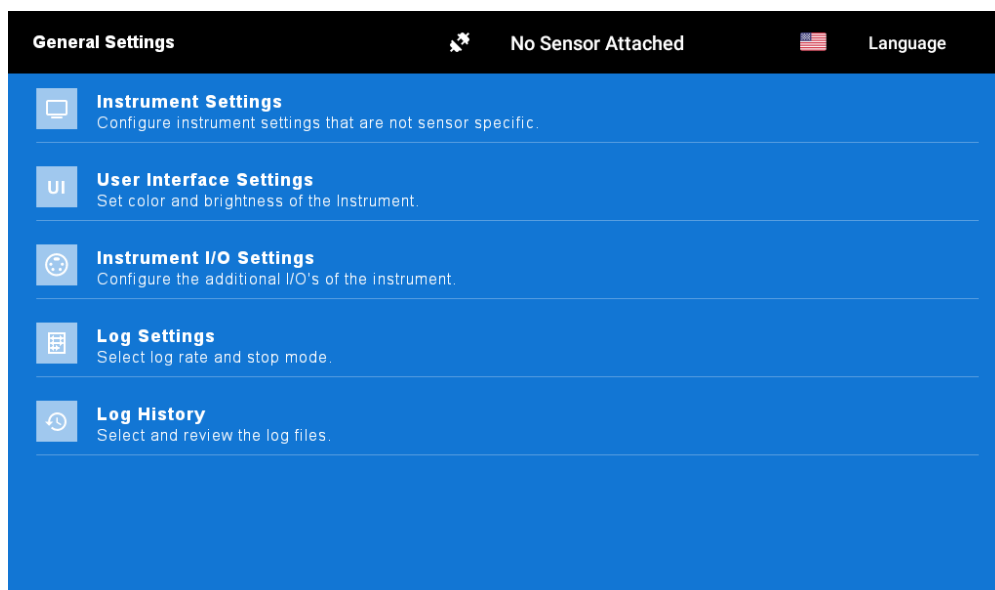 General Settings
No Sensor Attached
Language
Instrument Settings
Configure instrument settings that are not sensor specific.
UI
User Interface Settings
Set color and brightness of the Instrument.
Instrument I/O Settings
Configure the additional I/O's of the instrument.
Log Settings
Select log rate and stop mode.
Log History
Select and review the log files.